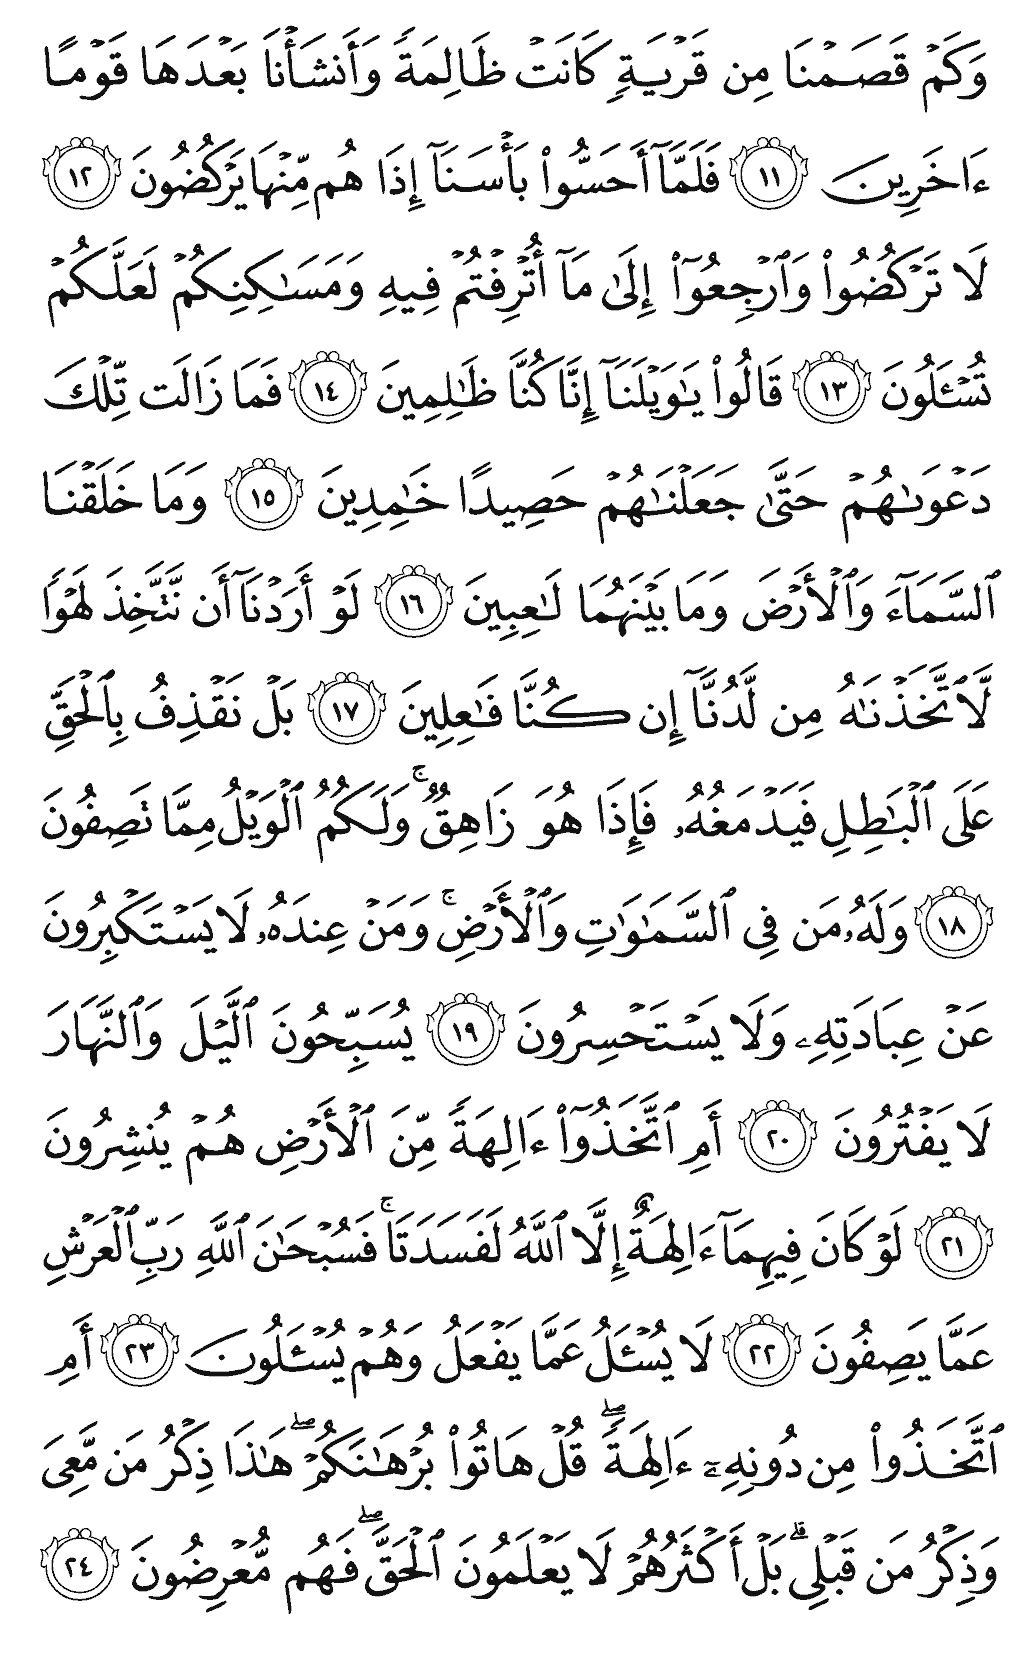 وَكَمْ قَصَمْنَا مِن قَرْيَةٍ كَانَتْ ظَالِمَةً وَأَنشَأْنَا بَعْدَهَا قَوْمًا
ءَاخَرِينَ ١١ فَلَمَّآ أَحَسُّوا۟ بَأْسَنَآ إِذَا هُم مِّنْهَا يَرْكُضُونَ ١٢
لَا تَرْكُضُوا۟ وَٱرْجِعُوٓا۟ إِلَىٰ مَآ أُتْرِفْتُمْ فِيهِ وَمَسَـٰكِنِكُمْ لَعَلَّكُمْ
تُسْـَٔلُونَ ١٣ قَالُوا۟ يَـٰوَيْلَنَآ إِنَّا كُنَّا ظَـٰلِمِينَ ١٤ فَمَا زَالَت تِّلْكَ
دَعْوَىٰهُمْ حَتَّىٰ جَعَلْنَـٰهُمْ حَصِيدًا خَـٰمِدِينَ ١٥ وَمَا خَلَقْنَا
ٱلسَّمَآءَ وَٱلْأَرْضَ وَمَا بَيْنَهُمَا لَـٰعِبِينَ ١٦ لَوْ أَرَدْنَآ أَن نَّتَّخِذَ لَهْوًا
لَّٱتَّخَذْنَـٰهُ مِن لَّدُنَّآ إِن كُنَّا فَـٰعِلِينَ ١٧ بَلْ نَقْذِفُ بِٱلْحَقِّ
عَلَى ٱلْبَـٰطِلِ فَيَدْمَغُهُۥ فَإِذَا هُوَ زَاهِقٌ ۚ وَلَكُمُ ٱلْوَيْلُ مِمَّا تَصِفُونَ
١٨ وَلَهُۥ مَن فِى ٱلسَّمَـٰوَٰتِ وَٱلْأَرْضِ ۚ وَمَنْ عِندَهُۥ لَا يَسْتَكْبِرُونَ
عَنْ عِبَادَتِهِۦ وَلَا يَسْتَحْسِرُونَ ١٩ يُسَبِّحُونَ ٱلَّيْلَ وَٱلنَّهَارَ
لَا يَفْتُرُونَ ٢٠ أَمِ ٱتَّخَذُوٓا۟ ءَالِهَةً مِّنَ ٱلْأَرْضِ هُمْ يُنشِرُونَ
٢١ لَوْ كَانَ فِيهِمَآ ءَالِهَةٌ إِلَّا ٱللَّهُ لَفَسَدَتَا ۚ فَسُبْحَـٰنَ ٱللَّهِ رَبِّ ٱلْعَرْشِ
عَمَّا يَصِفُونَ ٢٢ لَا يُسْـَٔلُ عَمَّا يَفْعَلُ وَهُمْ يُسْـَٔلُونَ ٢٣ أَمِ
ٱتَّخَذُوا۟ مِن دُونِهِۦٓ ءَالِهَةً ۖ قُلْ هَاتُوا۟ بُرْهَـٰنَكُمْ ۖ هَـٰذَا ذِكْرُ مَن مَّعِىَ
وَذِكْرُ مَن قَبْلِى ۗ بَلْ أَكْثَرُهُمْ لَا يَعْلَمُونَ ٱلْحَقَّ ۖ فَهُم مُّعْرِضُونَ ٢٤